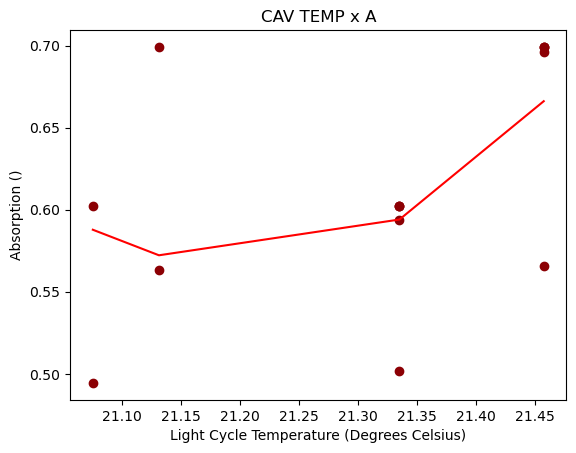 CAV TEMP x A
0.70
0.65
0.60
0.55
0.50
Absorption ()
21.10 21.15 21.20 21.25 21.30 21.35 21.40 21.45
Light Cycle Temperature (Degrees Celsius)